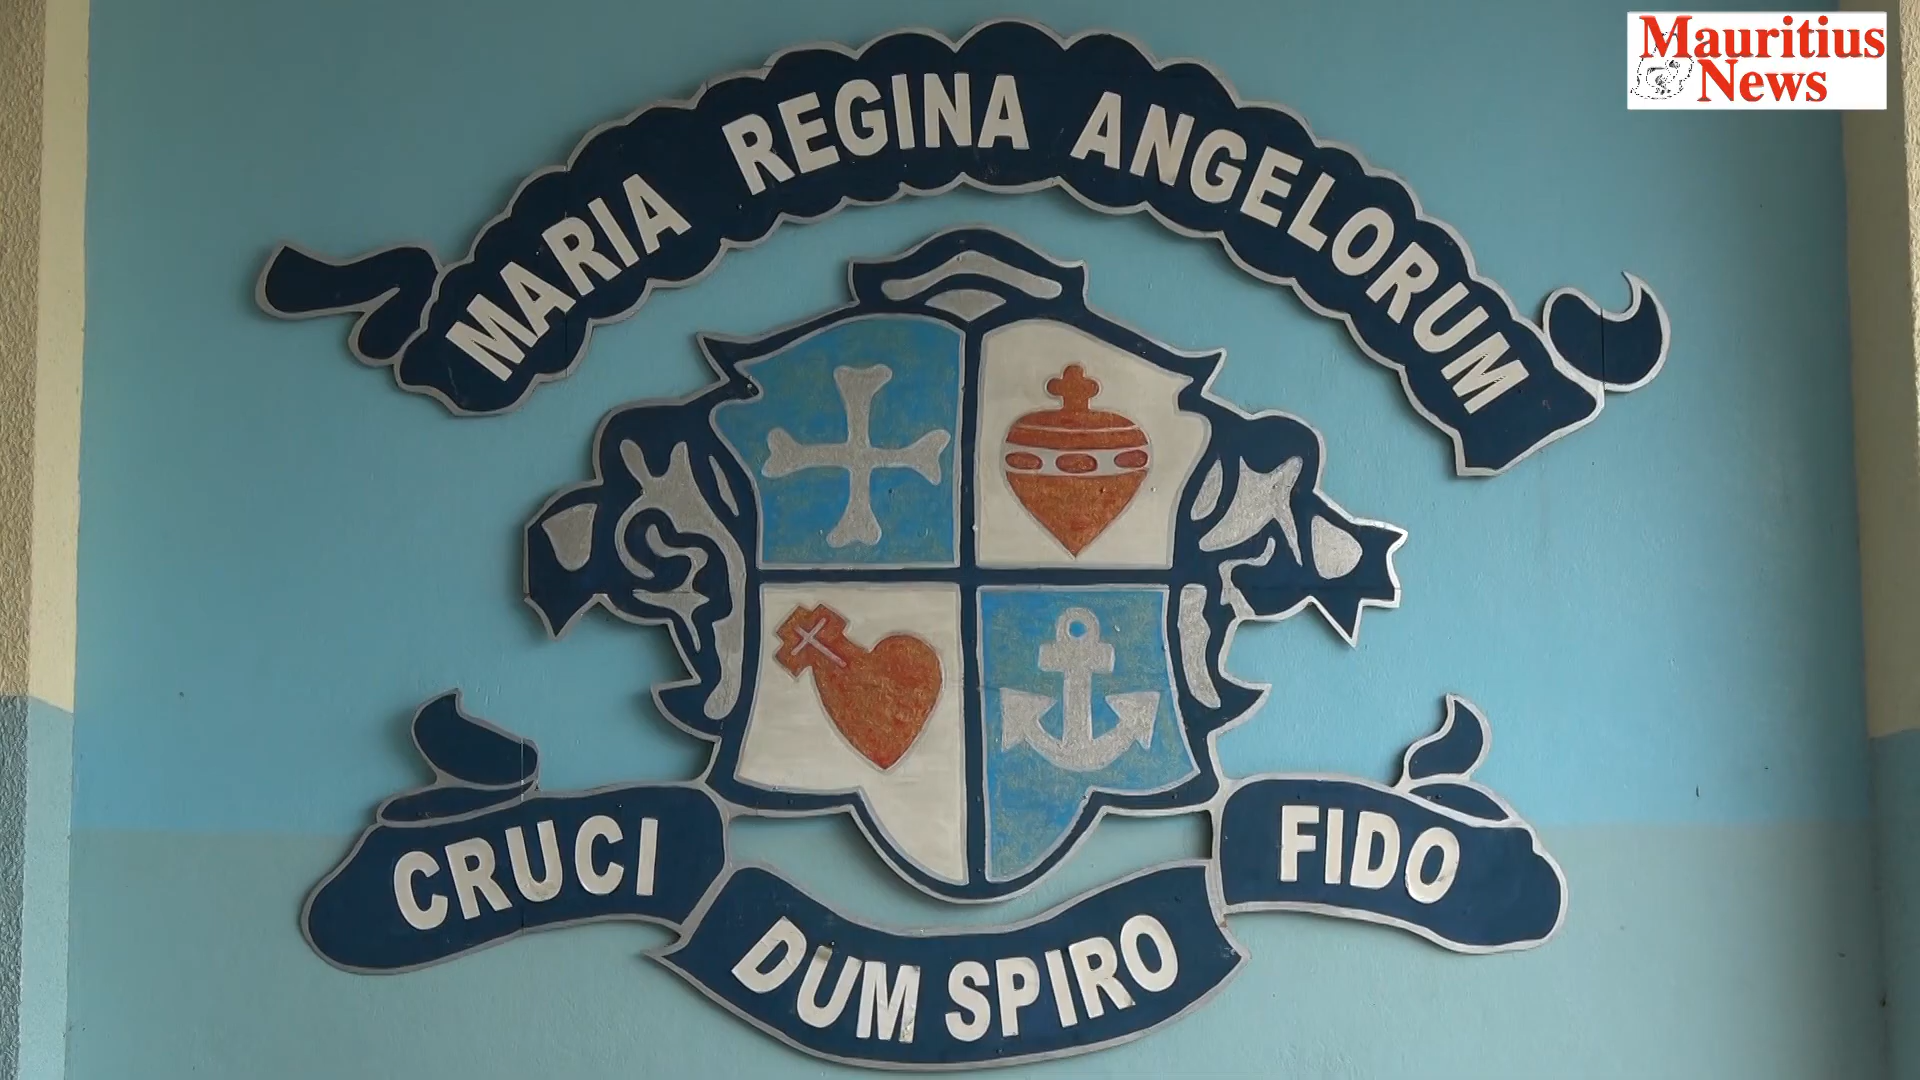 Mauritius
News
MARIA REGINA ANGELORUM
CRUCI
DUM SPIRO
FIDO